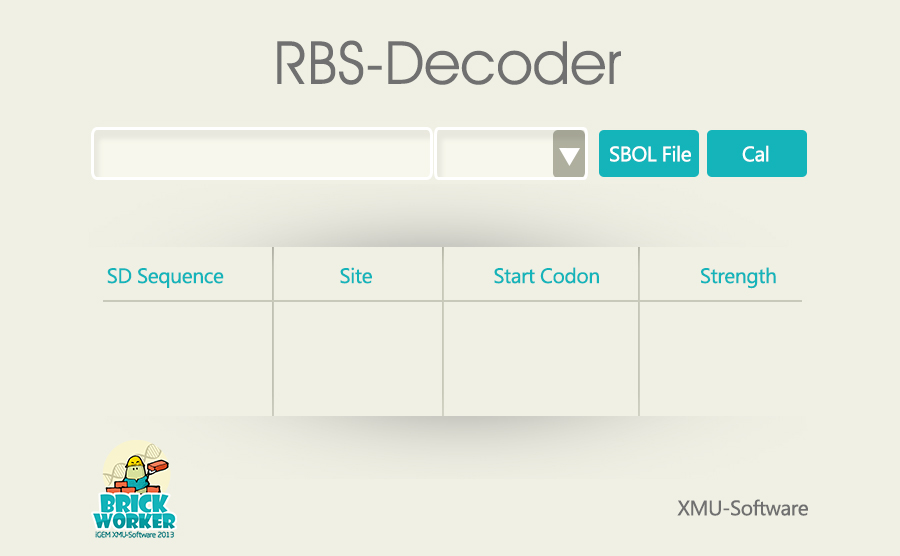 RBS-Decoder
SBOL File
Cal
SD Sequence
Site
Start Codon
Strength
BRICK
WORKER
iGEM XMU-Software 2013
XMU-Software